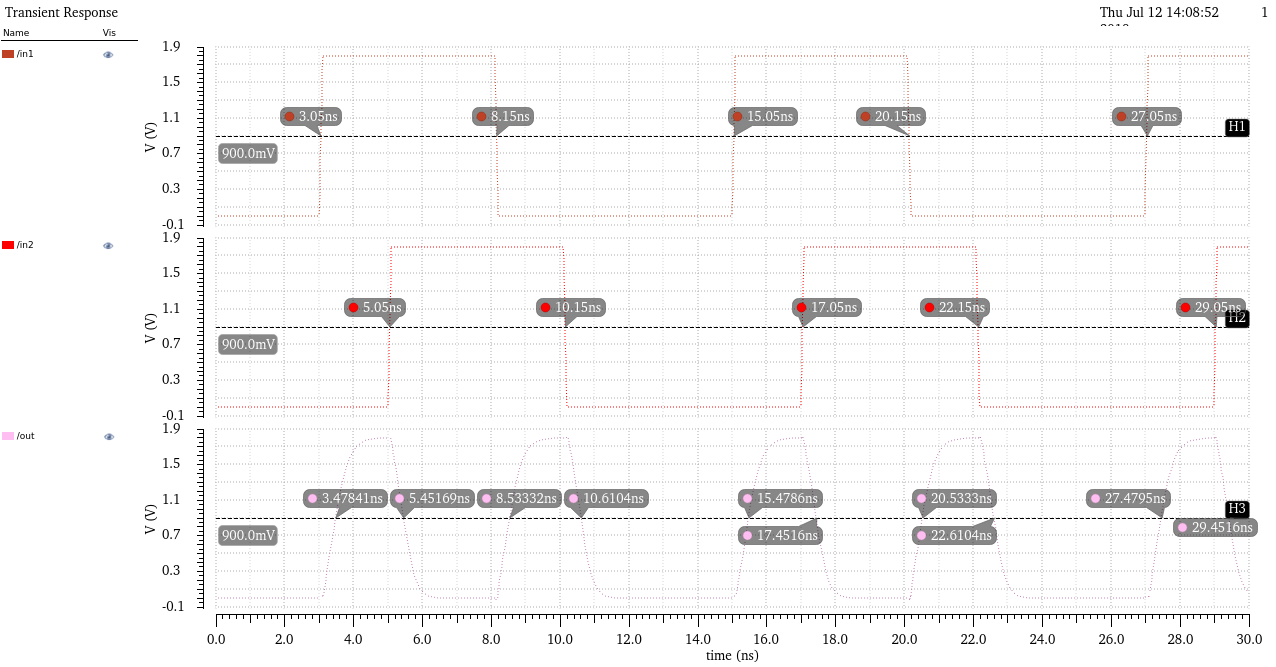 Transient Response
Thu Jul 12 14:08:52 1
Name Vis
/in1
1.9
1.5
1.1
0.7
0.3
-0.1
V (V)
3.05ns 8.15ns 15.05ns 20.15ns 27.05ns
H1
900.0mV
/in2
1.9
1.5
1.1
0.7
0.3
-0.1
V (V)
5.05ns 10.15ns 17.05ns 22.15ns 29.05ns
H2
900.0mV
/out
1.9
1.5
1.1
0.7
0.3
-0.1
V (V)
3.47841ns 5.45169ns 8.53332ns 10.6104ns 15.4786ns 20.5333ns 27.4795ns
H3
900.0mV
17.4516ns 22.6104ns 29.4516ns
0.0 2.0 4.0 6.0 8.0 10.0 12.0 14.0 16.0 18.0 20.0 22.0 24.0 26.0 28.0 30.0
time (ns)